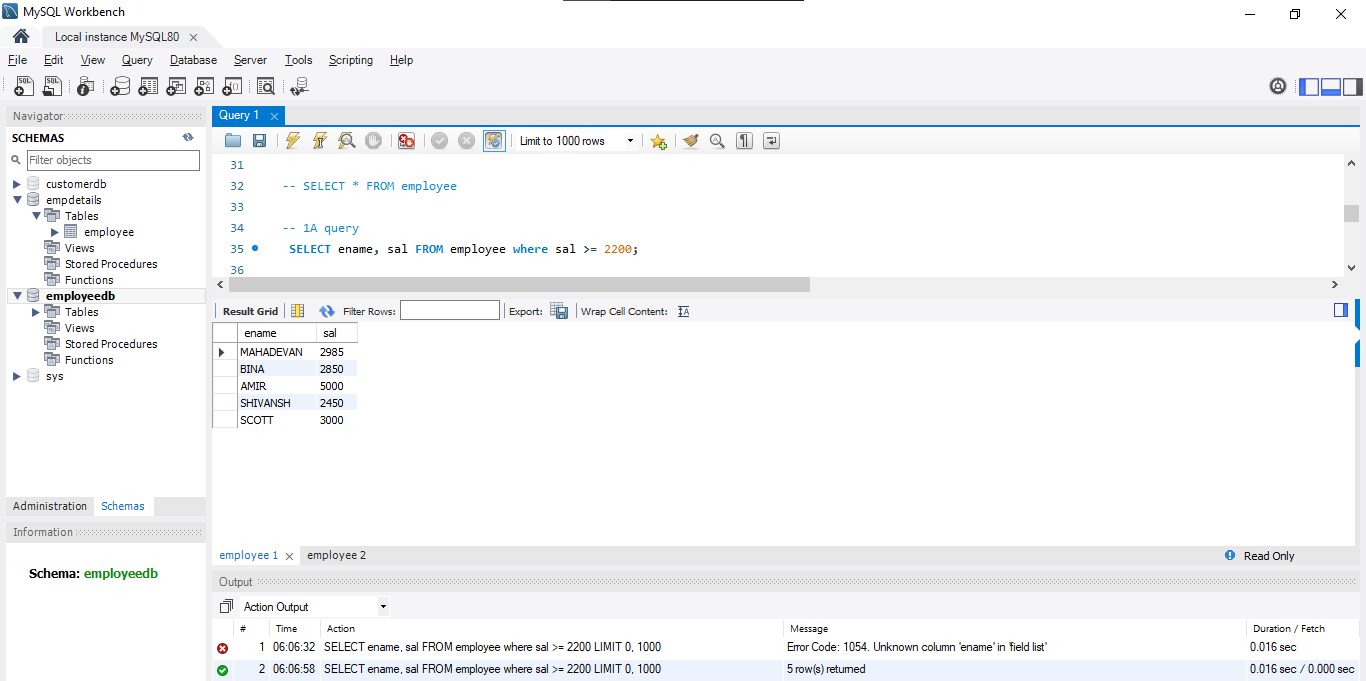 MySQL Workbench
Local instance MySQL80
File Edit View Query Database Server Tools Scripting Help
Navigator
SCHEMAS
Filter objects
customerdb
empdetails
Tables
employee
Views
Stored Procedures
Functions
employeedb
Tables
Views
Stored Procedures
Functions
sys
Administration Schemas
Information
Schema: employeedb
Query 1
Limit to 1000 rows
31
32 -- SELECT * FROM employee
33
34 -- 1A query
35 SELECT ename, sal FROM employee where sal >= 2200;
36
Result Grid Filter Rows: Export: Wrap Cell Content:
ename sal
MAHADEVAN 2985
BINA 2850
AMIR 5000
SHIVANSH 2450
SCOTT 3000
employee 1 employee 2 Read Only
Output
Action Output
# Time Action Message Duration / Fetch
1 06:06:32 SELECT ename, sal FROM employee where sal >= 2200 LIMIT 0, 1000 Error Code: 1054. Unknown column 'ename' in 'field list' 0.016 sec
2 06:06:58 SELECT ename, sal FROM employee where sal >= 2200 LIMIT 0, 1000 5 row(s) returned 0.016 sec / 0.000 sec